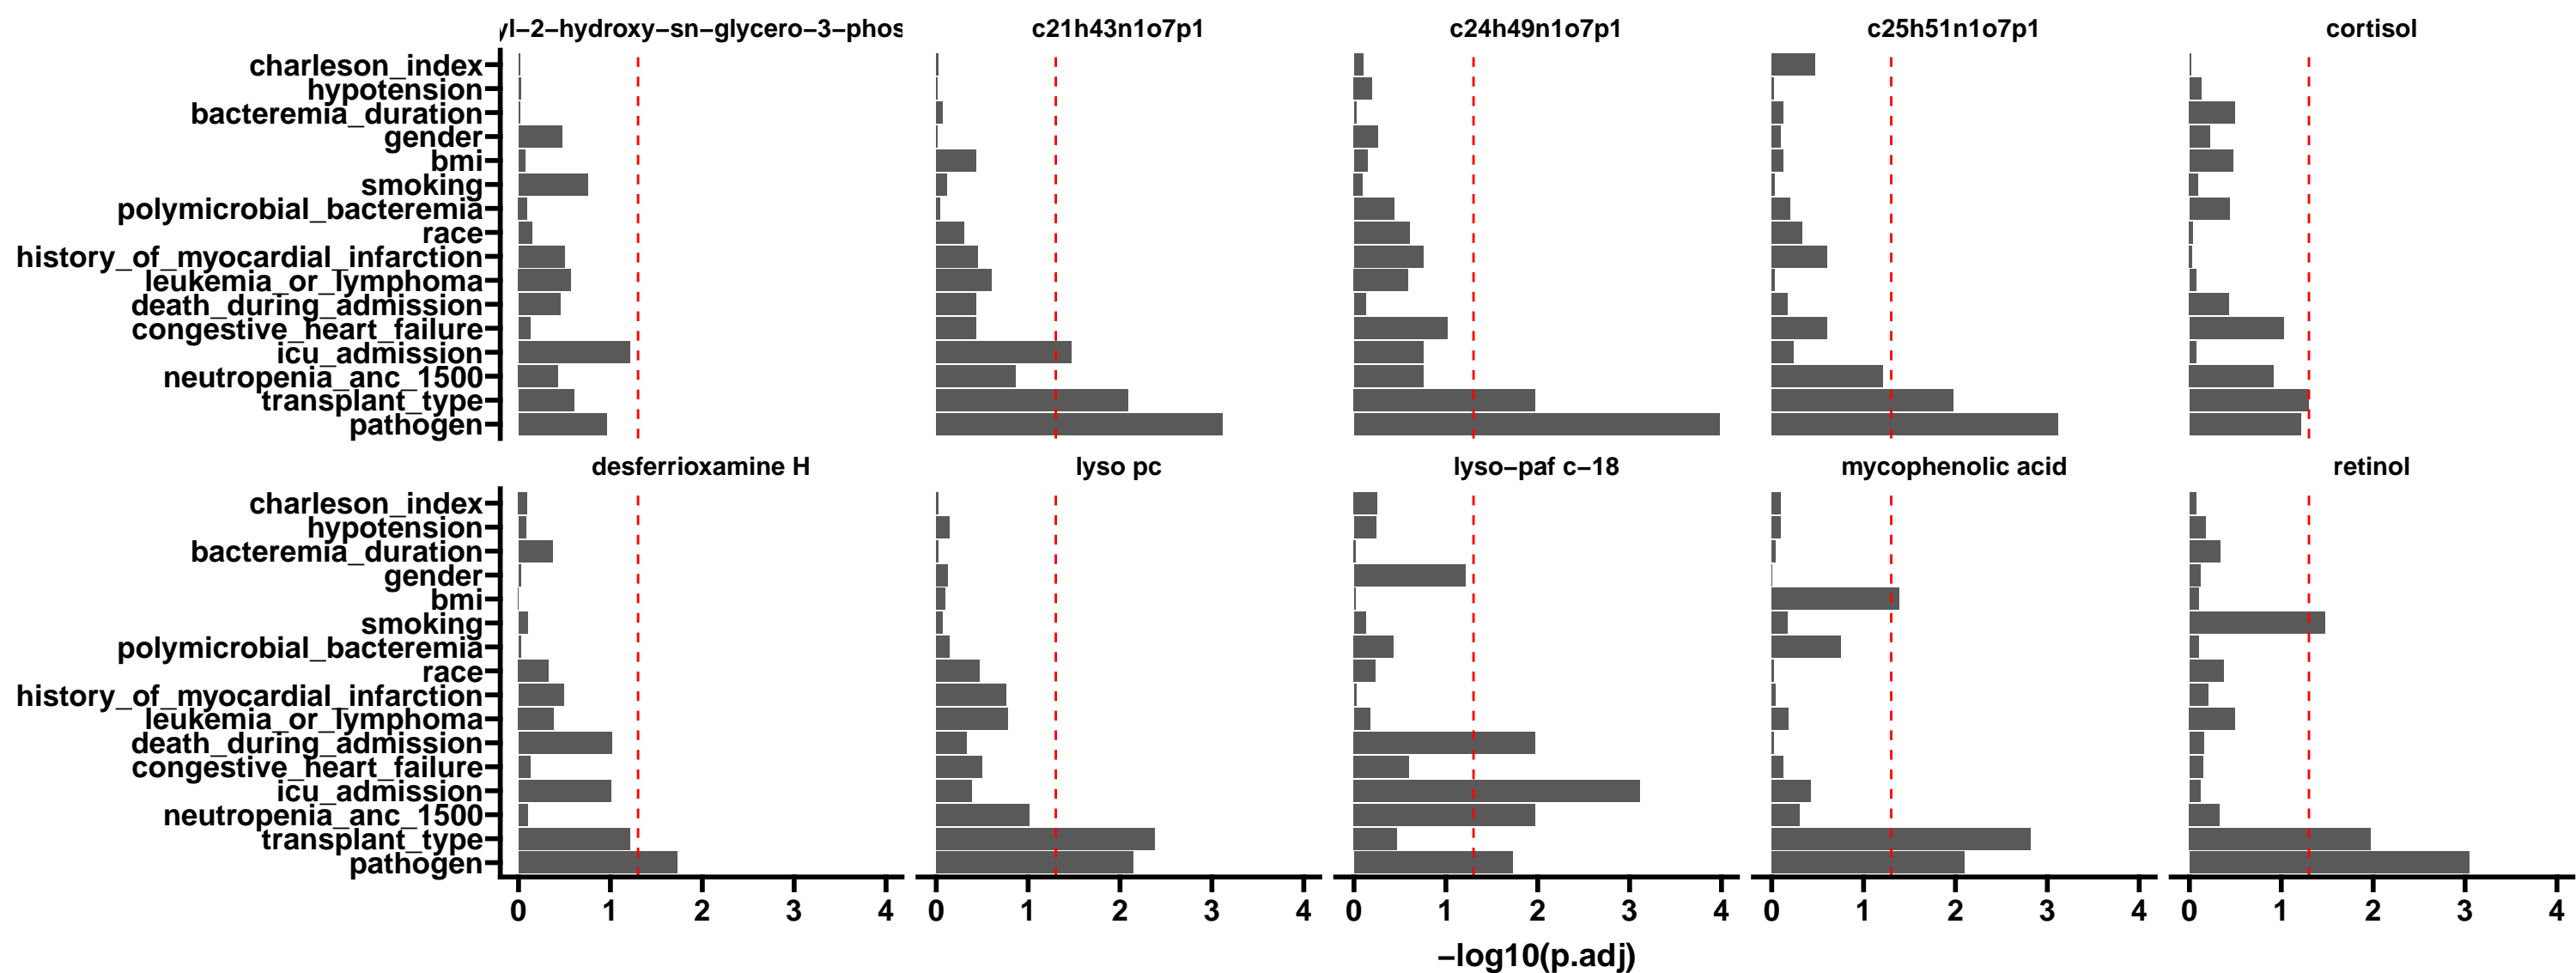 yl−2−hydroxy−sn−glycero−3−phos c21h43n1o7p1 c24h49n1o7p1 c25h51n1o7p1 cortisol
charleson_index
hypotension
bacteremia_duration
gender
bmi
smoking
polymicrobial_bacteremia
race
history_of_myocardial_infarction
leukemia_or_lymphoma
death_during_admission
congestive_heart_failure
icu_admission
neutropenia_anc_1500
transplant_type
pathogen
desferrioxamine H lyso pc lyso−paf c−18 mycophenolic acid retinol
charleson_index
hypotension
bacteremia_duration
gender
bmi
smoking
polymicrobial_bacteremia
race
history_of_myocardial_infarction
leukemia_or_lymphoma
death_during_admission
congestive_heart_failure
icu_admission
neutropenia_anc_1500
transplant_type
pathogen
0 1 2 3 4 0 1 2 3 4 0 1 2 3 4 0 1 2 3 4 0 1 2 3 4
−log10(p.adj)